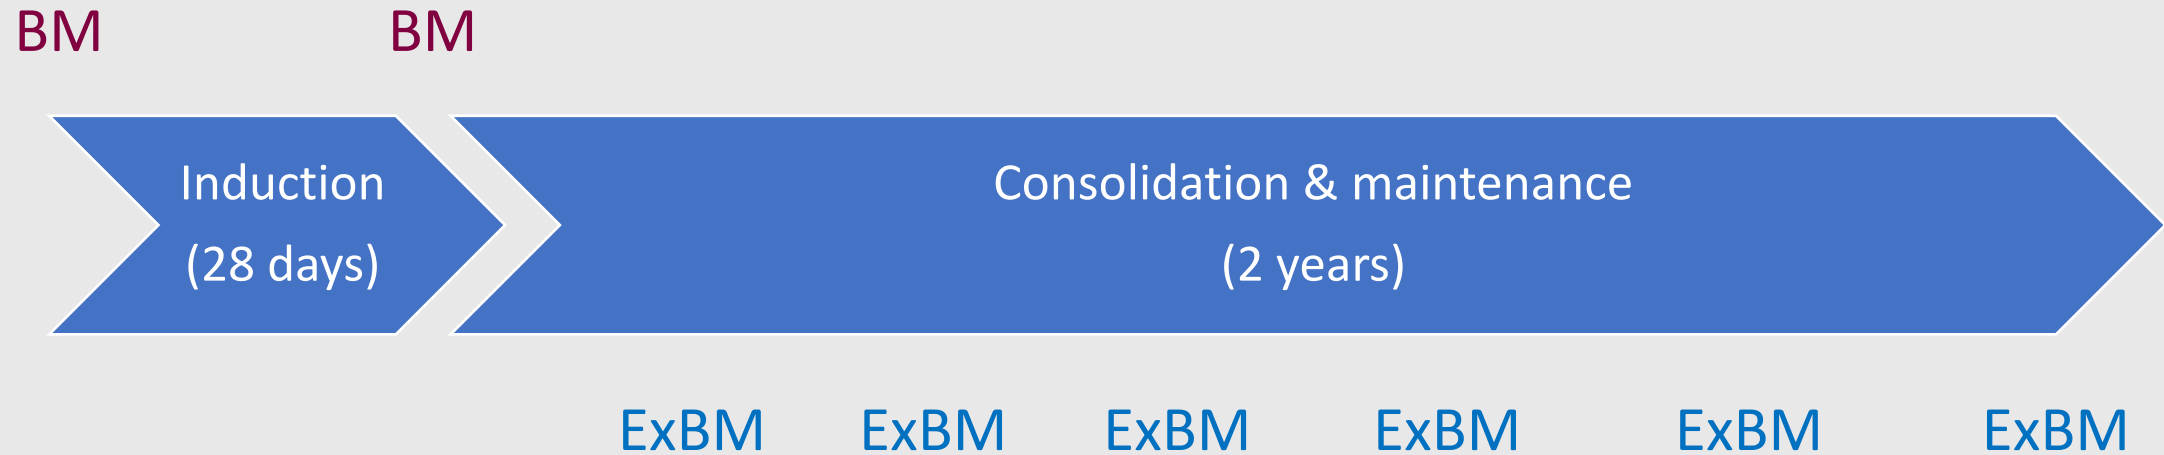 BM BM
Induction
(28 days)
Consolidation & maintenance
(2 years)
ExBM ExBM ExBM ExBM ExBM ExBM